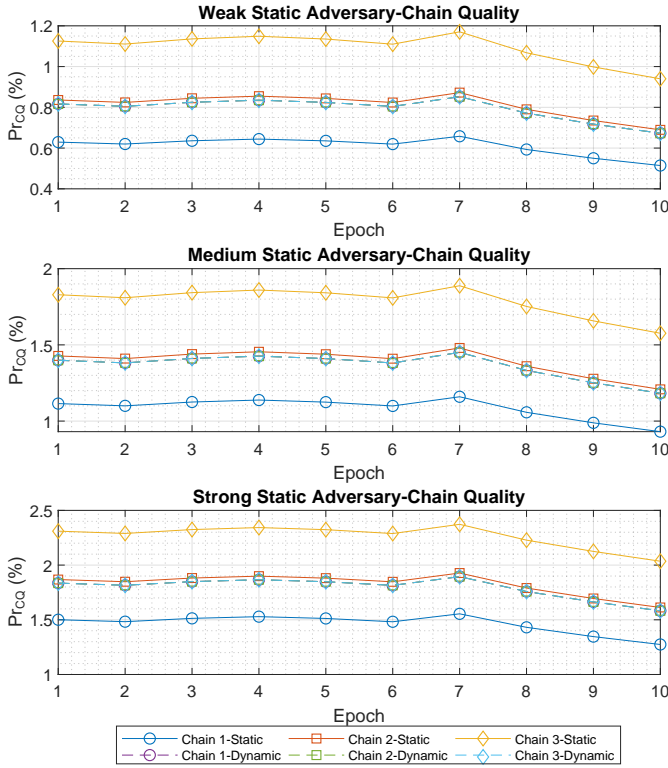 Weak Static Adversary-Chain Quality
1.2
1
0.8
0.6
0.4
Pr_CQ (%)
1 2 3 4 5 6 7 8 9 10
Epoch
Medium Static Adversary-Chain Quality
2
1.5
1
Pr_CQ (%)
1 2 3 4 5 6 7 8 9 10
Epoch
Strong Static Adversary-Chain Quality
2.5
2
1.5
1
Pr_CQ (%)
1 2 3 4 5 6 7 8 9 10
Epoch
Chain 1-Static Chain 2-Static Chain 3-Static
Chain 1-Dynamic Chain 2-Dynamic Chain 3-Dynamic